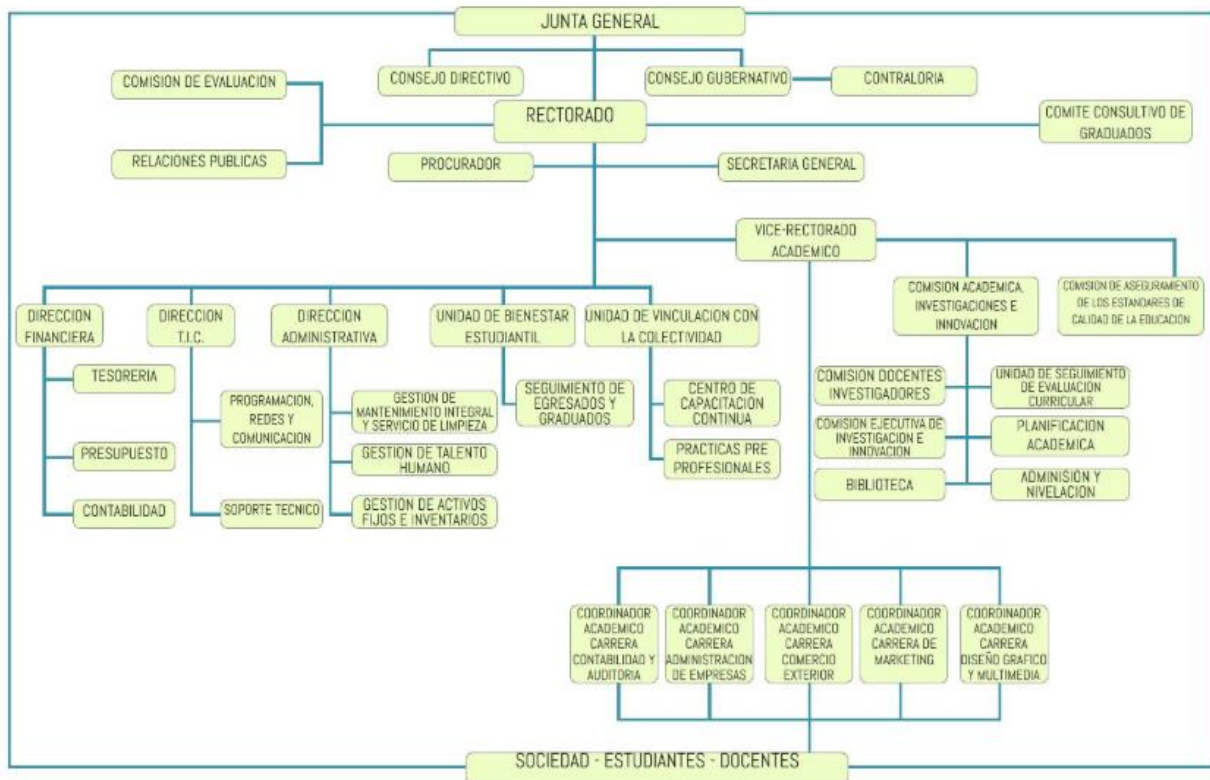 JUNTA GENERAL
CONSEJO DIRECTIVO
CONSEJO GUBERNATIVO
CONTRALORIA
COMISION DE EVALUACION
RECTORADO
COMITE CONSULTIVO DE
GRADUADOS
RELACIONES PUBLICAS
PROCURADOR
SECRETARIA GENERAL
VICE-RECTORADO
ACADEMICO
COMISION ACADEMICA,
INVESTIGACIONES E
INNOVACION
COMISION DE ASEGURAMIENTO
DE LOS ESTANDARES DE
CALIDAD DE LA EDUCACION
DIRECCION
FINANCIERA
DIRECCION
T.I.C.
DIRECCION
ADMINISTRATIVA
UNIDAD DE BIENESTAR
ESTUDIANTIL
UNIDAD DE VINCULACION CON
LA COLECTIVIDAD
TESORERIA
PRESUPUESTO
CONTABILIDAD
PROGRAMACION,
REDES Y
COMUNICACION
SOPORTE TECNICO
GESTION DE
MANTENIMIENTO INTEGRAL
Y SERVICIO DE LIMPIEZA
GESTION DE TALENTO
HUMANO
GESTION DE ACTIVOS
FIJOS E INVENTARIOS
SEGUIMIENTO DE
EGRESADOS Y
GRADUADOS
CENTRO DE
CAPACITACION
CONTINUA
PRACTICAS PRE
PROFESIONALES
COMISION DOCENTES
INVESTIGADORES
UNIDAD DE SEGUIMIENTO
DE EVALUACION
CURRICULAR
COMISION EJECUTIVA DE
INVESTIGACION E
INNOVACION
PLANIFICACION
ACADEMICA
BIBLIOTECA
ADMINISION Y
NIVELACION
COORDINADOR
ACADEMICO
CARRERA
CONTABILIDAD Y
AUDITORIA
COORDINADOR
ACADEMICO
CARRERA
ADMINISTRACION
DE EMPRESAS
COORDINADOR
ACADEMICO
CARRERA
COMERCIO
EXTERIOR
COORDINADOR
ACADEMICO
CARRERA DE
MARKETING
COORDINADOR
ACADEMICO
CARRERA
DISEÑO GRAFICO
Y MULTIMEDIA
SOCIEDAD - ESTUDIANTES - DOCENTES